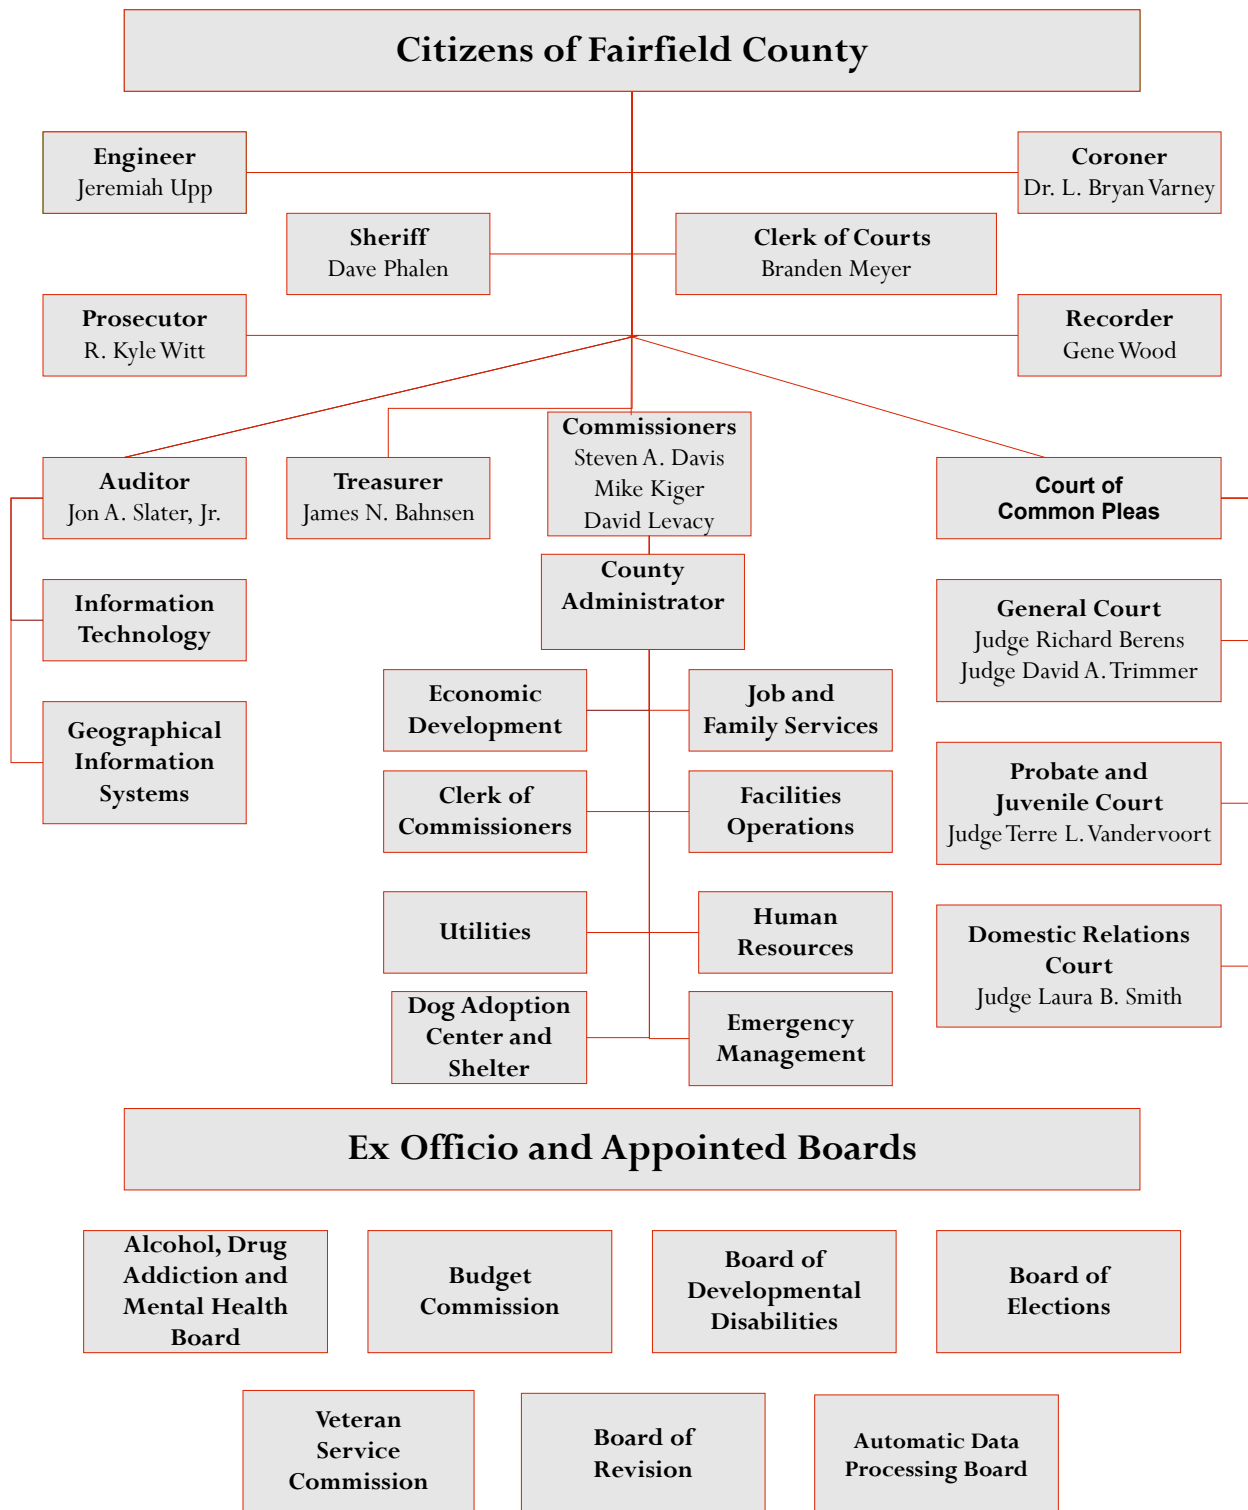 Citizens of Fairfield County
Engineer
Jeremiah Upp
Coroner
Dr. L. Bryan Varney
Sheriff
Dave Phalen
Clerk of Courts
Branden Meyer
Prosecutor
R. Kyle Witt
Recorder
Gene Wood
Auditor
Jon A. Slater, Jr.
Treasurer
James N. Bahnsen
Commissioners
Steven A. Davis
Mike Kiger
David Levacy
Court of
Common Pleas
County
Administrator
Information
Technology
Geographical
Information
Systems
General Court
Judge Richard Berens
Judge David A. Trimmer
Economic
Development
Job and
Family Services
Clerk of
Commissioners
Facilities
Operations
Probate and
Juvenile Court
Judge Terre L. Vandervoort
Utilities
Human
Resources
Domestic Relations
Court
Judge Laura B. Smith
Dog Adoption
Center and
Shelter
Emergency
Management
Ex Officio and Appointed Boards
Alcohol, Drug
Addiction and
Mental Health
Board
Budget
Commission
Board of
Developmental
Disabilities
Board of
Elections
Veteran
Service
Commission
Board of
Revision
Automatic Data
Processing Board